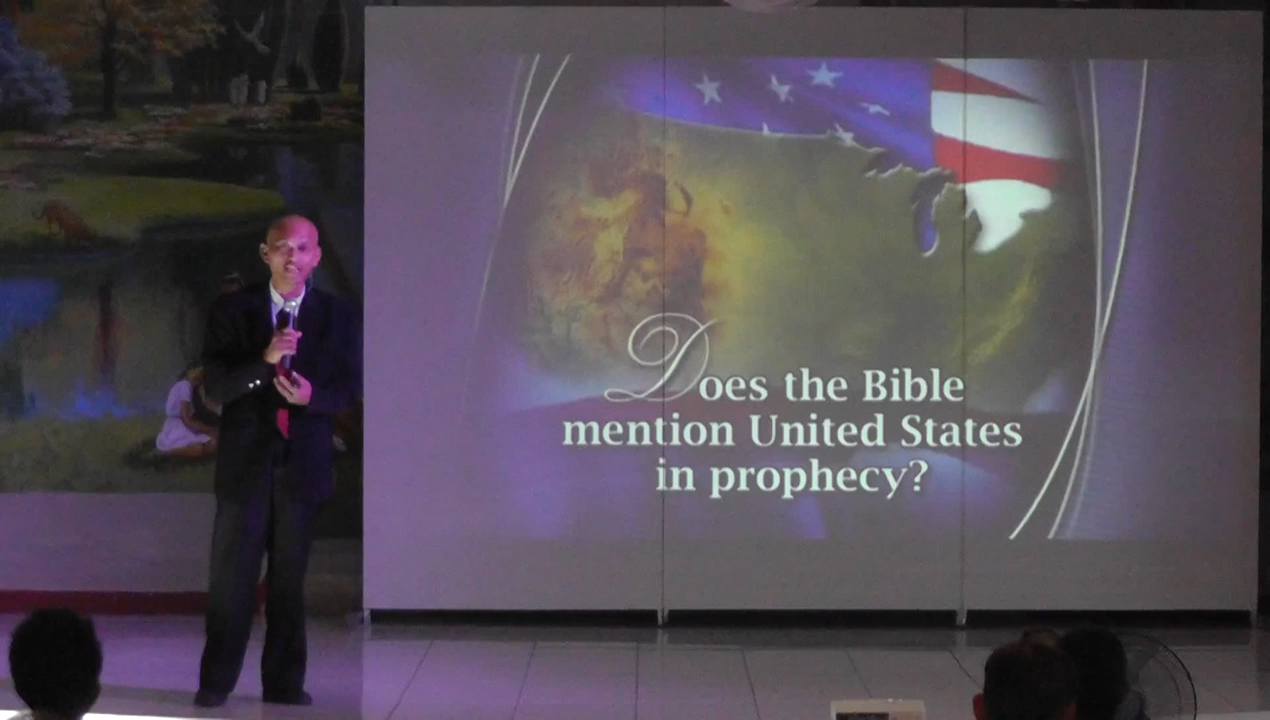 Does the Bible
mention United States
in prophecy?